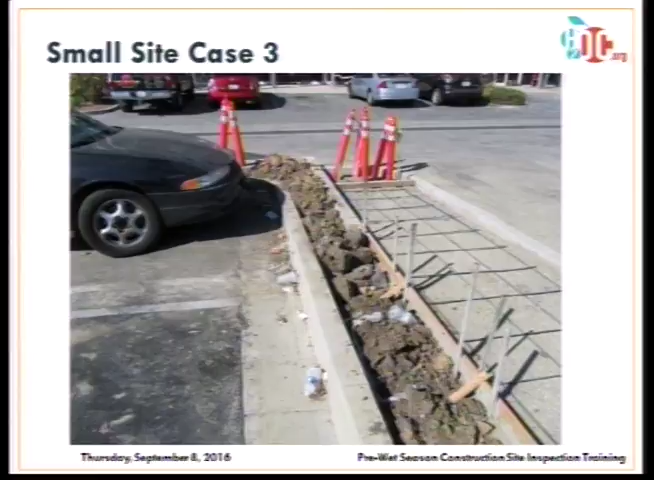 Small Site Case 3
Thursday, September 8, 2016
Pre-Wet Season Construction Site Inspection Training